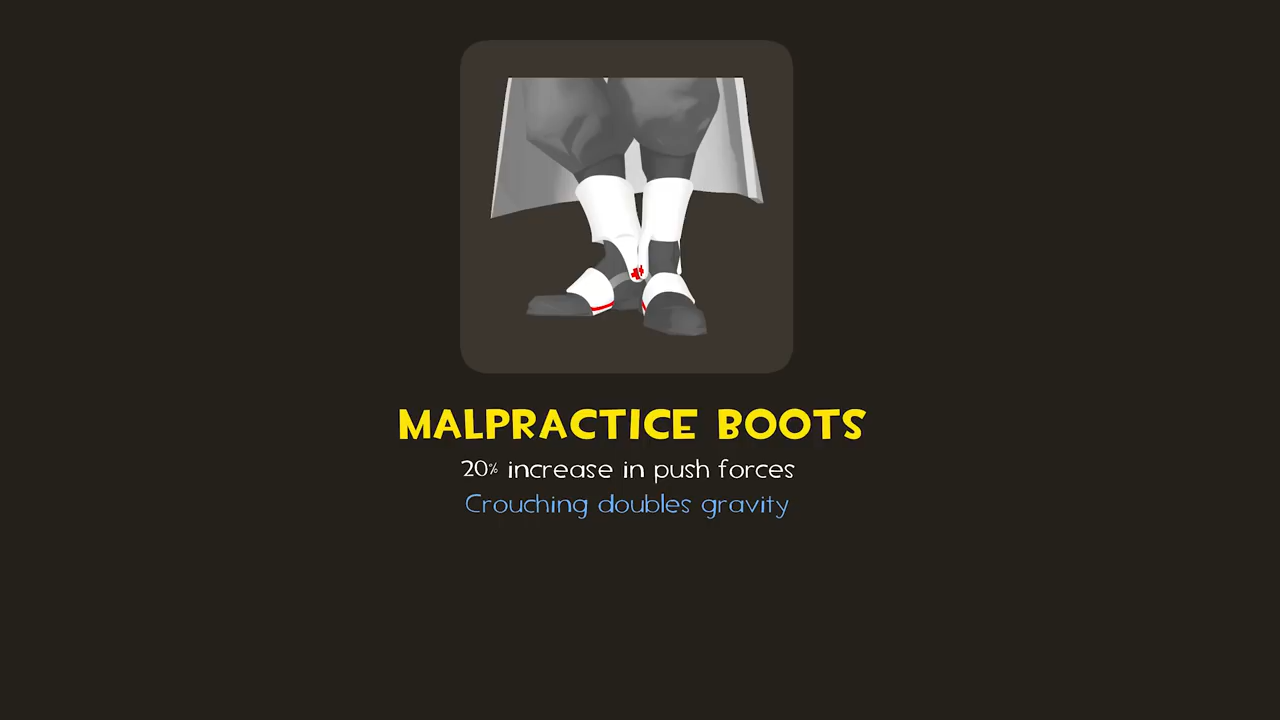 MALPRACTICE BOOTS
20% increase in push forces
Crouching doubles gravity